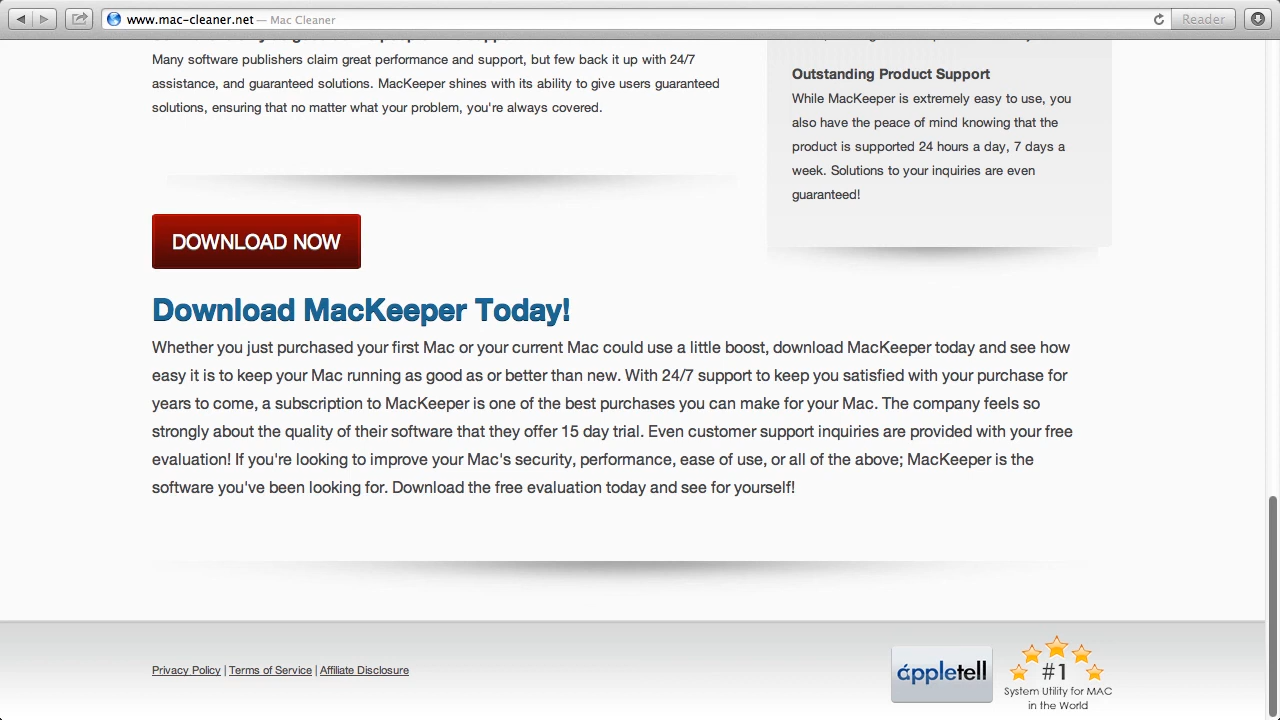 www.mac-cleaner.net — Mac Cleaner
Reader
Many software publishers claim great performance and support, but few back it up with 24/7
assistance, and guaranteed solutions. MacKeeper shines with its ability to give users guaranteed
solutions, ensuring that no matter what your problem, you're always covered.
Outstanding Product Support
While MacKeeper is extremely easy to use, you
also have the peace of mind knowing that the
product is supported 24 hours a day, 7 days a
week. Solutions to your inquiries are even
guaranteed!
DOWNLOAD NOW
Download MacKeeper Today!
Whether you just purchased your first Mac or your current Mac could use a little boost, download MacKeeper today and see how
easy it is to keep your Mac running as good as or better than new. With 24/7 support to keep you satisfied with your purchase for
years to come, a subscription to MacKeeper is one of the best purchases you can make for your Mac. The company feels so
strongly about the quality of their software that they offer 15 day trial. Even customer support inquiries are provided with your free
evaluation! If you're looking to improve your Mac's security, performance, ease of use, or all of the above; MacKeeper is the
software you've been looking for. Download the free evaluation today and see for yourself!
Privacy Policy | Terms of Service | Affiliate Disclosure
áppletell
#1
System Utility for MAC
in the World